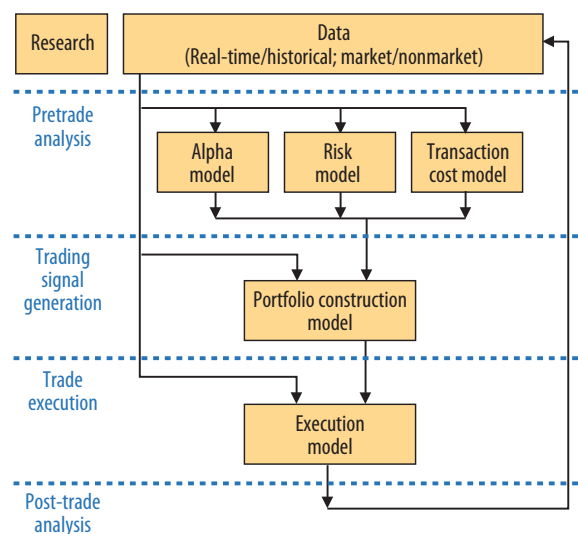 Research
Data
(Real-time/historical; market/nonmarket)
Pretrade
analysis
Alpha
model
Risk
model
Transaction
cost model
Trading
signal
generation
Portfolio construction
model
Trade
execution
Execution
model
Post-trade
analysis